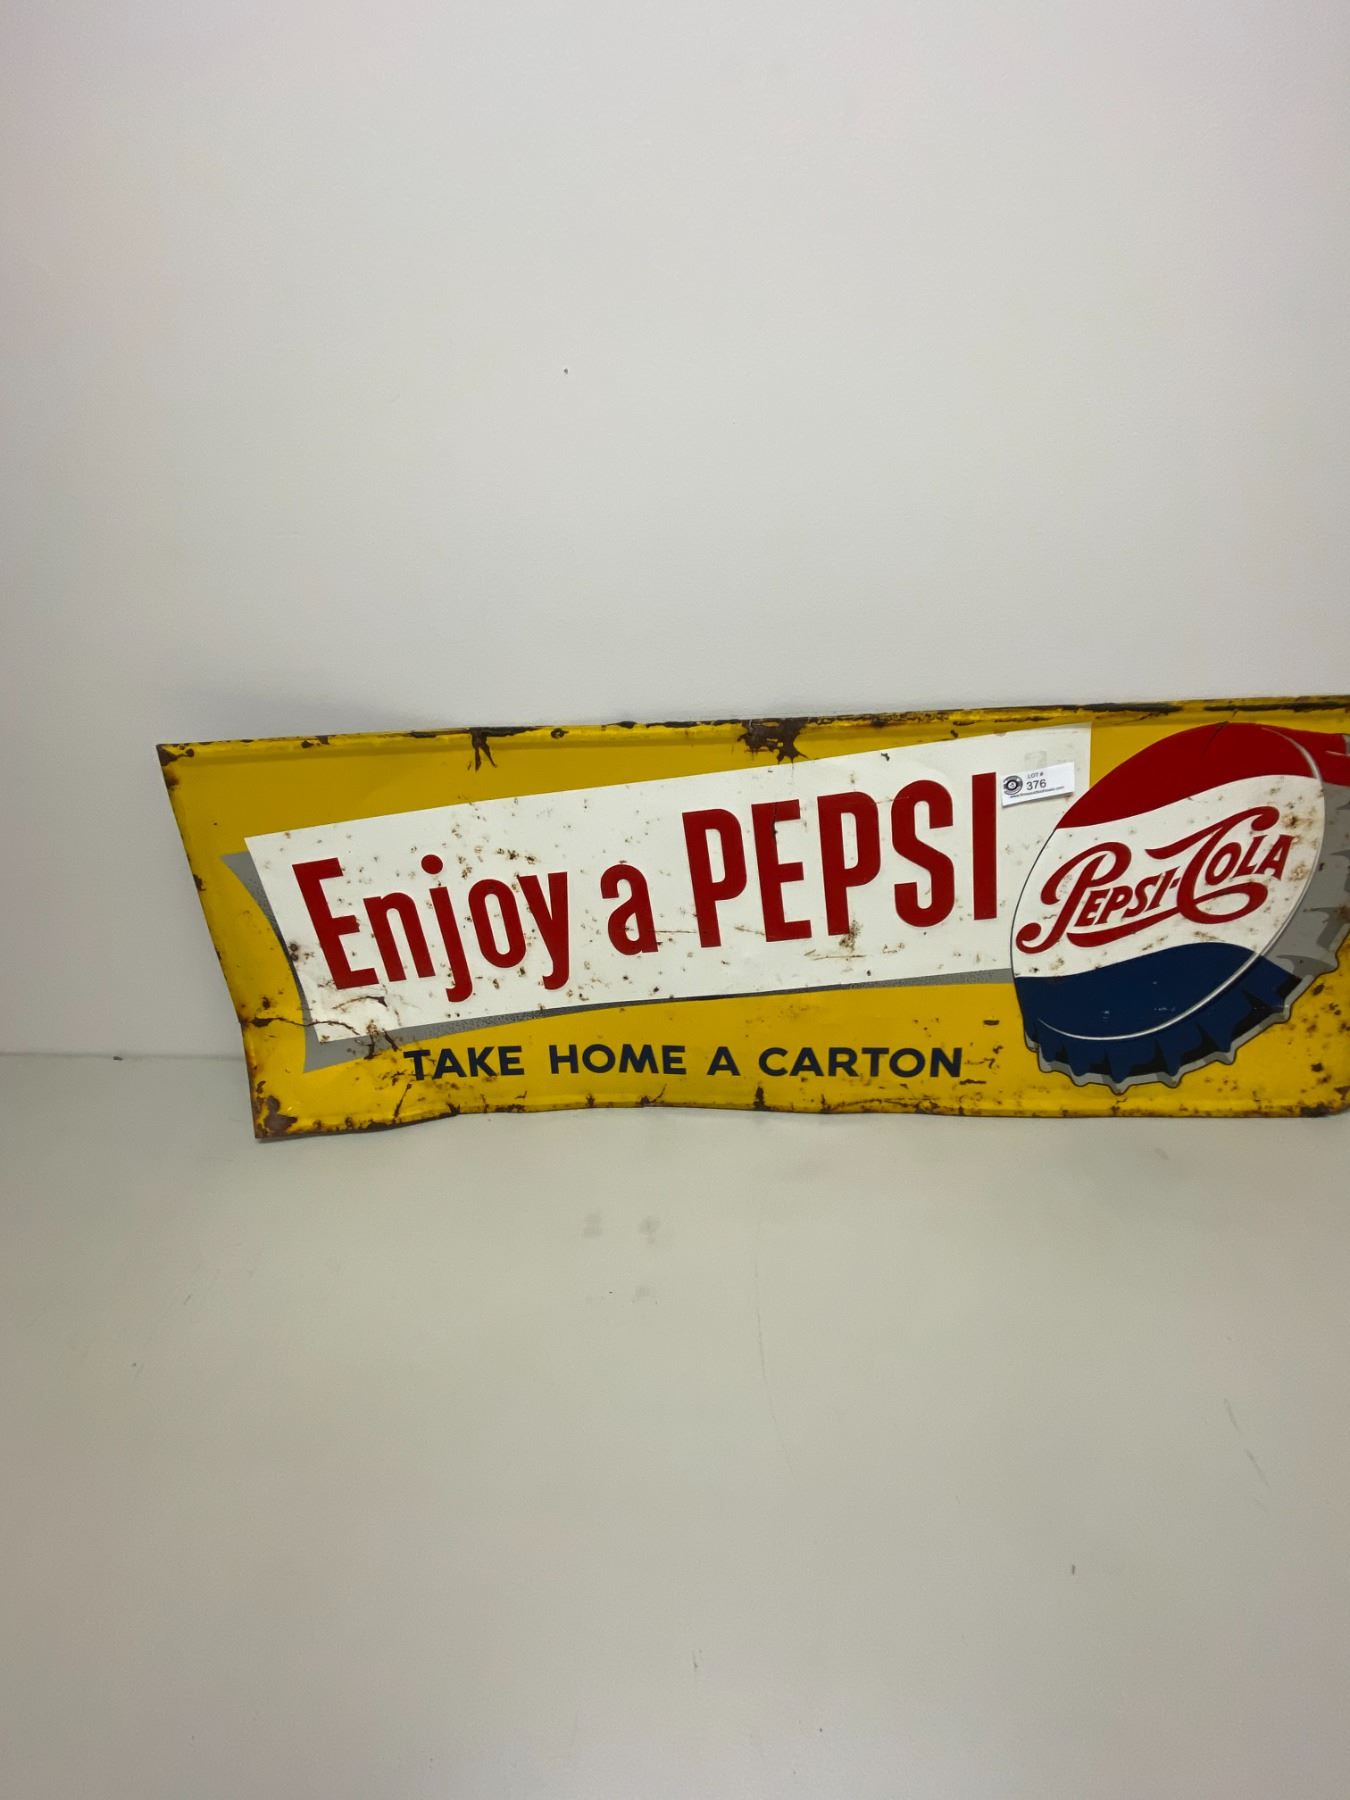 Enjoy a PEPSI
LOT #
376
PEPSI-COLA
TAKE HOME A CARTON